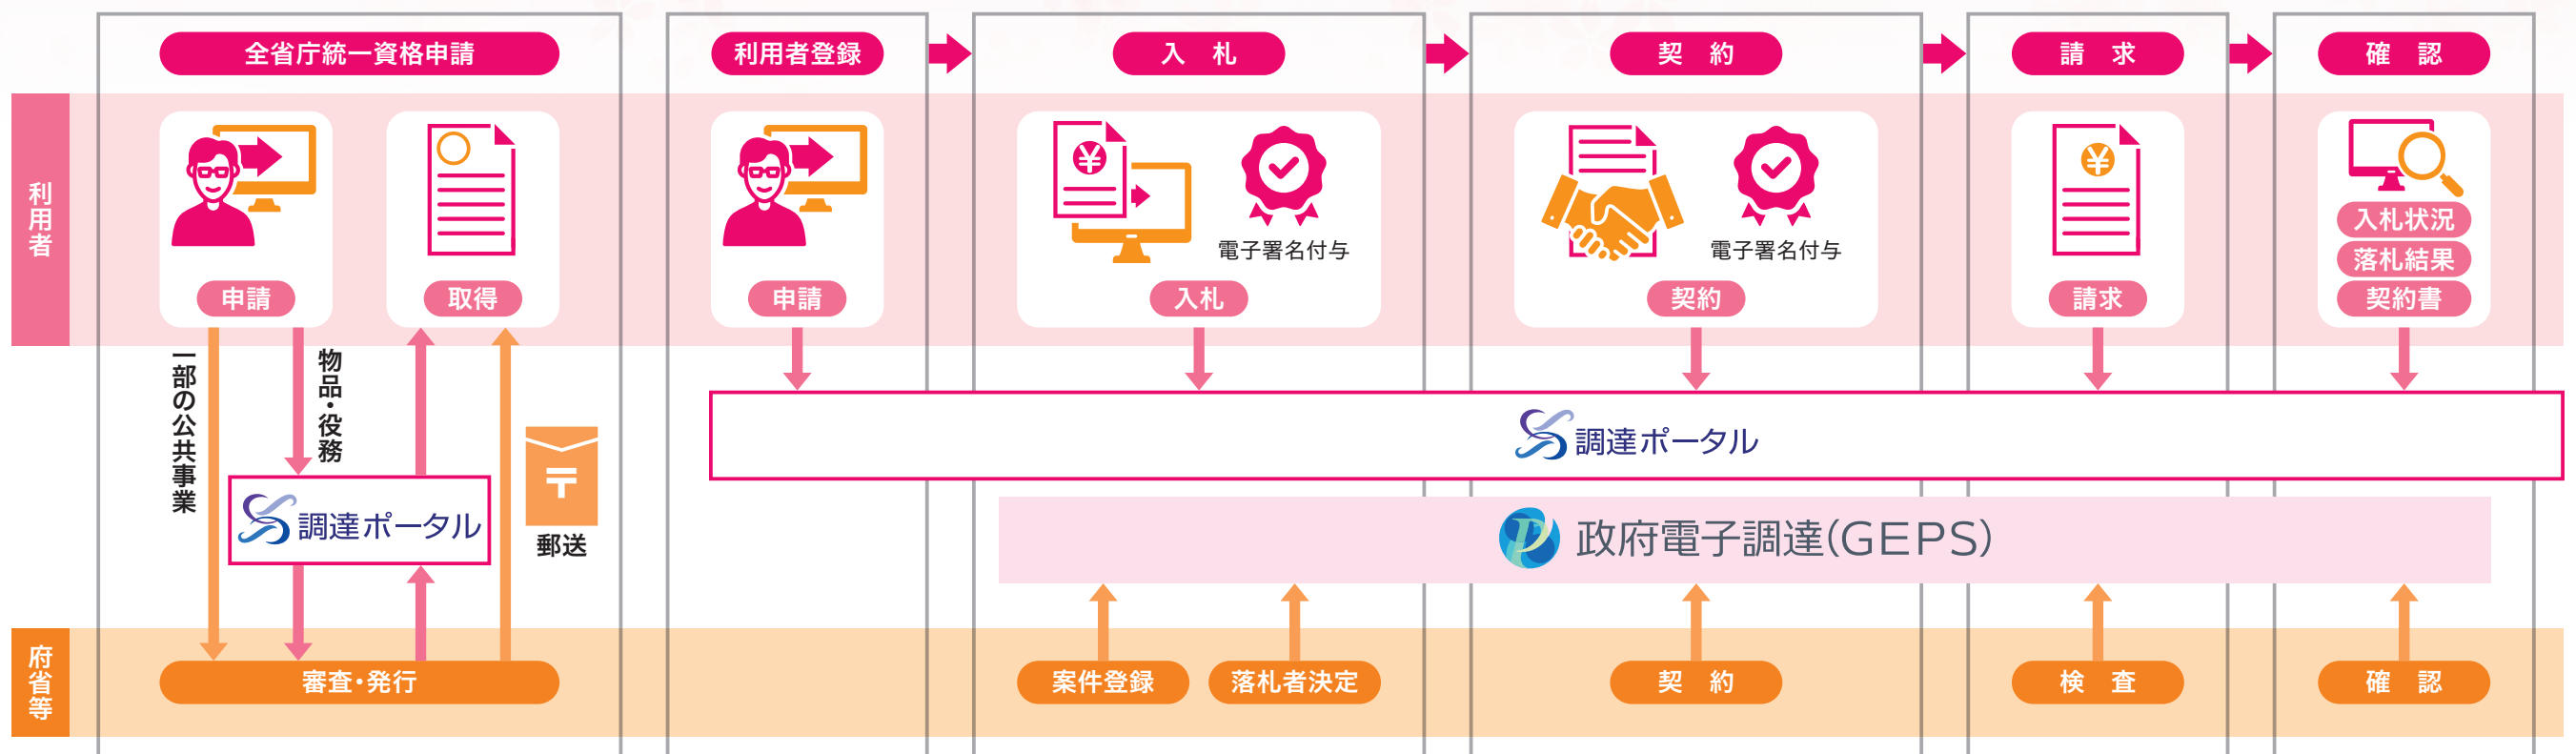 全省庁統一資格申請
利用者登録
入 札
契 約
請 求
確 認
利用者
申請
取得
申請
電子署名付与
入札
電子署名付与
契約
請求
入札状況
落札結果
契約書
一部の公共事業
物品・役務
調達ポータル
郵送
調達ポータル
政府電子調達(GEPS)
府省等
審査・発行
案件登録
落札者決定
契 約
検 査
確 認